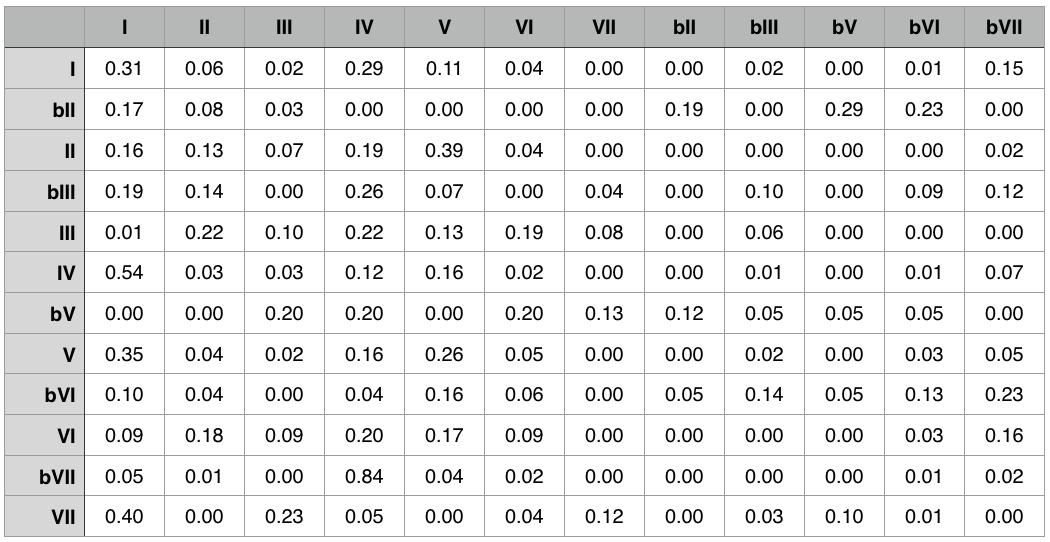 I II III IV V VI VII bII bIII bV bVI bVII
I 0.31 0.06 0.02 0.29 0.11 0.04 0.00 0.00 0.02 0.00 0.01 0.15
bII 0.17 0.08 0.03 0.00 0.00 0.00 0.00 0.19 0.00 0.29 0.23 0.00
II 0.16 0.13 0.07 0.19 0.39 0.04 0.00 0.00 0.00 0.00 0.00 0.02
bIII 0.19 0.14 0.00 0.26 0.07 0.00 0.04 0.00 0.10 0.00 0.09 0.12
III 0.01 0.22 0.10 0.22 0.13 0.19 0.08 0.00 0.06 0.00 0.00 0.00
IV 0.54 0.03 0.03 0.12 0.16 0.02 0.00 0.00 0.01 0.00 0.01 0.07
bV 0.00 0.00 0.20 0.20 0.00 0.20 0.13 0.12 0.05 0.05 0.05 0.00
V 0.35 0.04 0.02 0.16 0.26 0.05 0.00 0.00 0.02 0.00 0.03 0.05
bVI 0.10 0.04 0.00 0.04 0.16 0.06 0.00 0.05 0.14 0.05 0.13 0.23
VI 0.09 0.18 0.09 0.20 0.17 0.09 0.00 0.00 0.00 0.00 0.03 0.16
bVII 0.05 0.01 0.00 0.84 0.04 0.02 0.00 0.00 0.00 0.00 0.01 0.02
VII 0.40 0.00 0.23 0.05 0.00 0.04 0.12 0.00 0.03 0.10 0.01 0.00